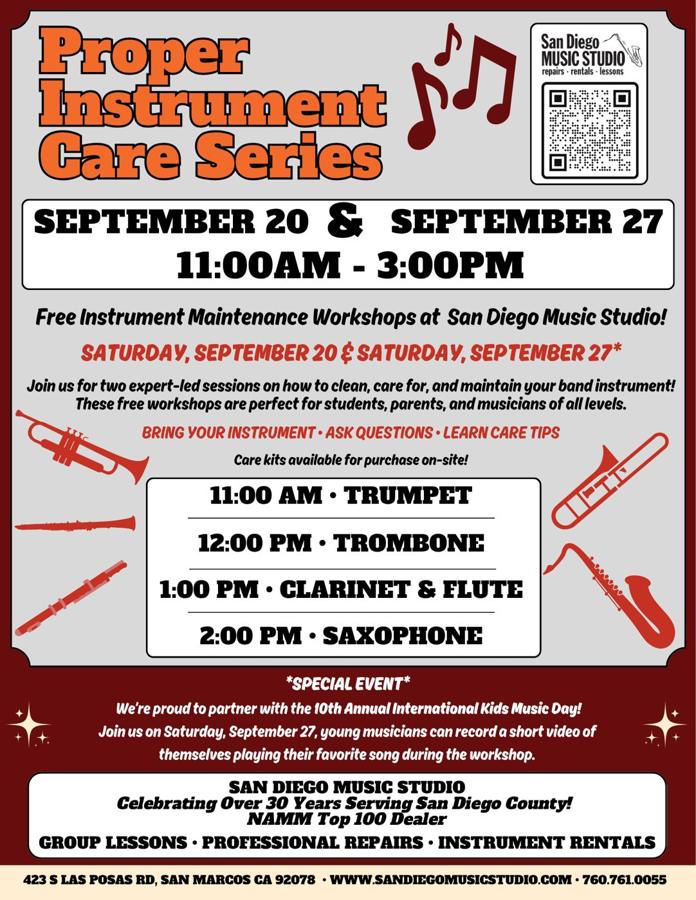 Proper
Instrument
Care Series
San Diego
MUSIC STUDIO
repairs - rentals - lessons
SEPTEMBER 20 & SEPTEMBER 27
11:00AM - 3:00PM
Free Instrument Maintenance Workshops at San Diego Music Studio!
SATURDAY, SEPTEMBER 20 & SATURDAY, SEPTEMBER 27*
Join us for two expert-led sessions on how to clean, care for, and maintain your band instrument!
These free workshops are perfect for students, parents, and musicians of all levels.
BRING YOUR INSTRUMENT • ASK QUESTIONS • LEARN CARE TIPS
Care kits available for purchase on-site!
11:00 AM • TRUMPET
12:00 PM • TROMBONE
1:00 PM • CLARINET & FLUTE
2:00 PM • SAXOPHONE
*SPECIAL EVENT*
We're proud to partner with the 10th Annual International Kids Music Day!
Join us on Saturday, September 27, young musicians can record a short video of
themselves playing their favorite song during the workshop.
SAN DIEGO MUSIC STUDIO
Celebrating Over 30 Years Serving San Diego County!
NAMM Top 100 Dealer
GROUP LESSONS • PROFESSIONAL REPAIRS • INSTRUMENT RENTALS
423 S LAS POSAS RD, SAN MARCOS CA 92078 • WWW.SANDIEGOMUSICSTUDIO.COM • 760.761.0055